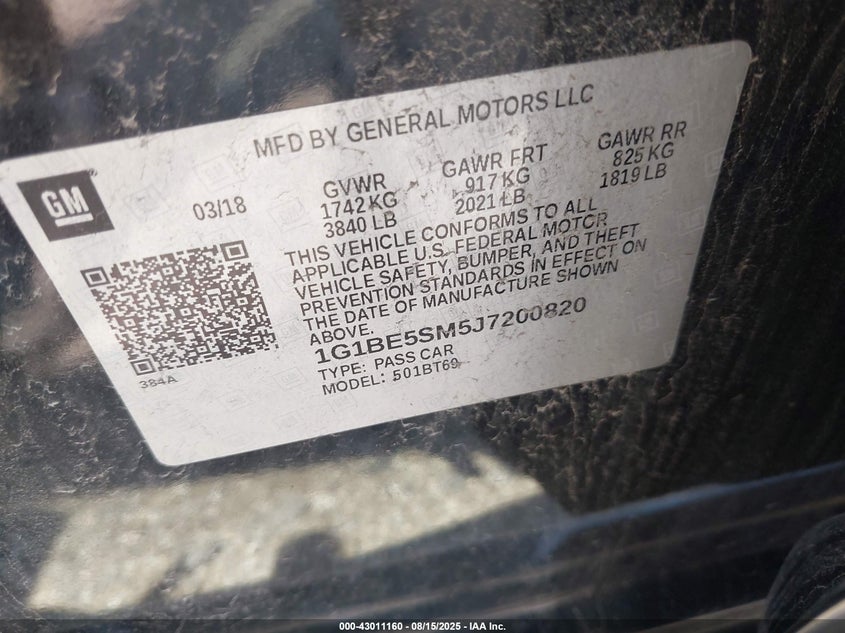 MFD BY GENERAL MOTORS LLC
GM
03/18
GVWR
1742 KG
3840 LB
GAWR FRT
917 KG
2021 LB
GAWR RR
825 KG
1819 LB
THIS VEHICLE CONFORMS TO ALL
APPLICABLE U.S. FEDERAL MOTOR
VEHICLE SAFETY, BUMPER, AND THEFT
PREVENTION STANDARDS IN EFFECT ON
THE DATE OF MANUFACTURE SHOWN
ABOVE.
1G1BE5SM5J7200820
TYPE: PASS CAR
MODEL: 501BT69
384A
000-43011160 - 08/15/2025 - IAA Inc.